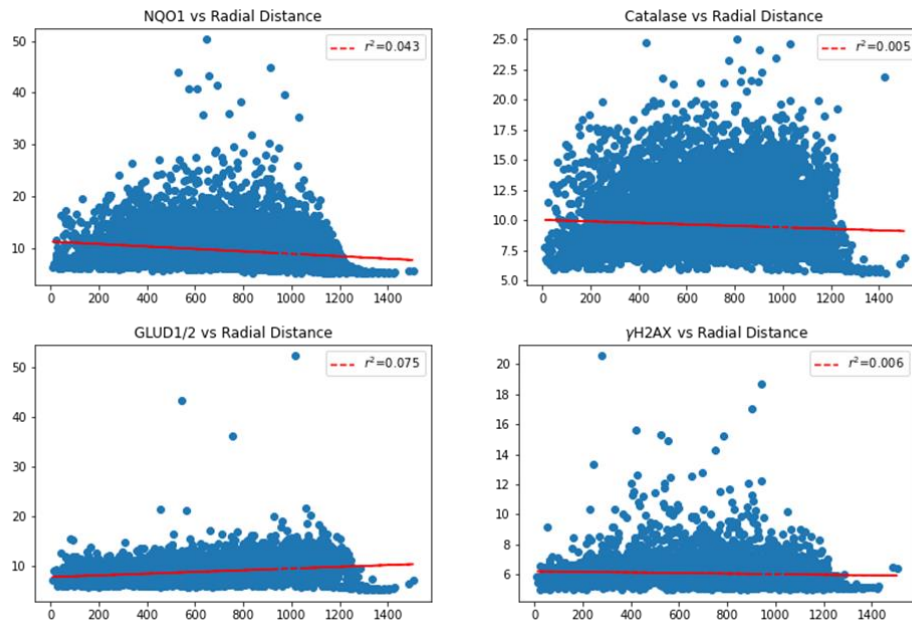 NQO1 vs Radial Distance
r²=0.043
50
40
30
20
10
0 200 400 600 800 1000 1200 1400
Catalase vs Radial Distance
r²=0.005
25.0
22.5
20.0
17.5
15.0
12.5
10.0
7.5
5.0
0 200 400 600 800 1000 1200 1400
GLUD1/2 vs Radial Distance
r²=0.075
50
40
30
20
10
0 200 400 600 800 1000 1200 1400
γH2AX vs Radial Distance
r²=0.006
20
18
16
14
12
10
8
6
0 200 400 600 800 1000 1200 1400